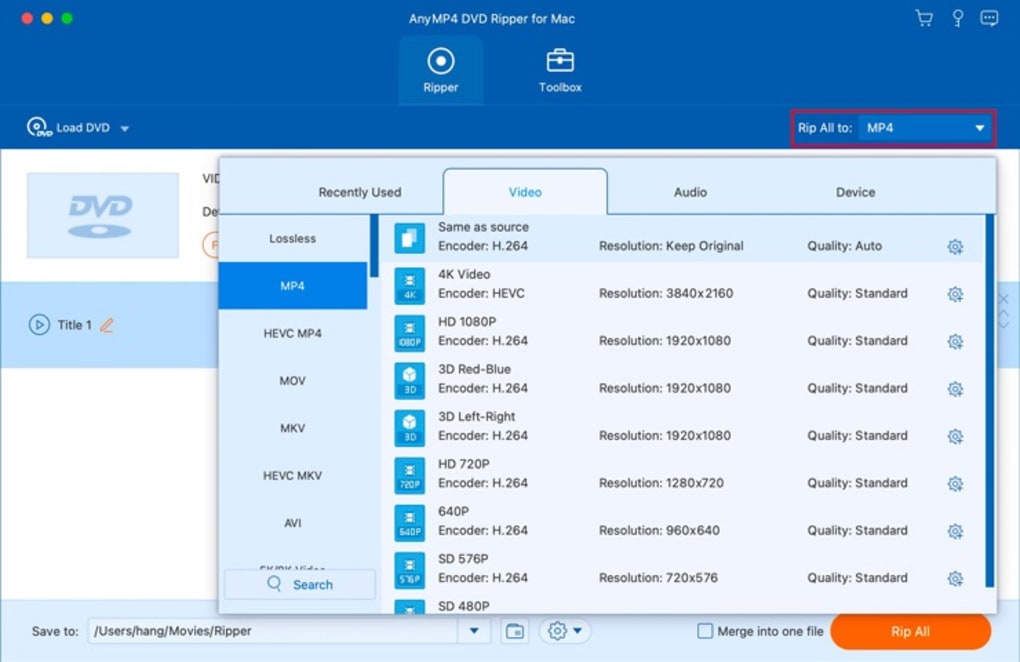 AnyMP4 DVD Ripper for Mac
Ripper
Toolbox
Load DVD
Rip All to: MP4
DVD
Recently Used
Video
Audio
Device
Lossless
MP4
HEVC MP4
MOV
MKV
HEVC MKV
AVI
Search
Same as source
Encoder: H.264 Resolution: Keep Original Quality: Auto
4K
4K Video
Encoder: HEVC Resolution: 3840x2160 Quality: Standard
1080P
HD 1080P
Encoder: H.264 Resolution: 1920x1080 Quality: Standard
3D
3D Red-Blue
Encoder: H.264 Resolution: 1920x1080 Quality: Standard
3D
3D Left-Right
Encoder: H.264 Resolution: 1920x1080 Quality: Standard
720P
HD 720P
Encoder: H.264 Resolution: 1280x720 Quality: Standard
640P
640P
Encoder: H.264 Resolution: 960x640 Quality: Standard
576P
SD 576P
Encoder: H.264 Resolution: 720x576 Quality: Standard
SD 480P
Title 1
Save to: /Users/hang/Movies/Ripper
Merge into one file
Rip All